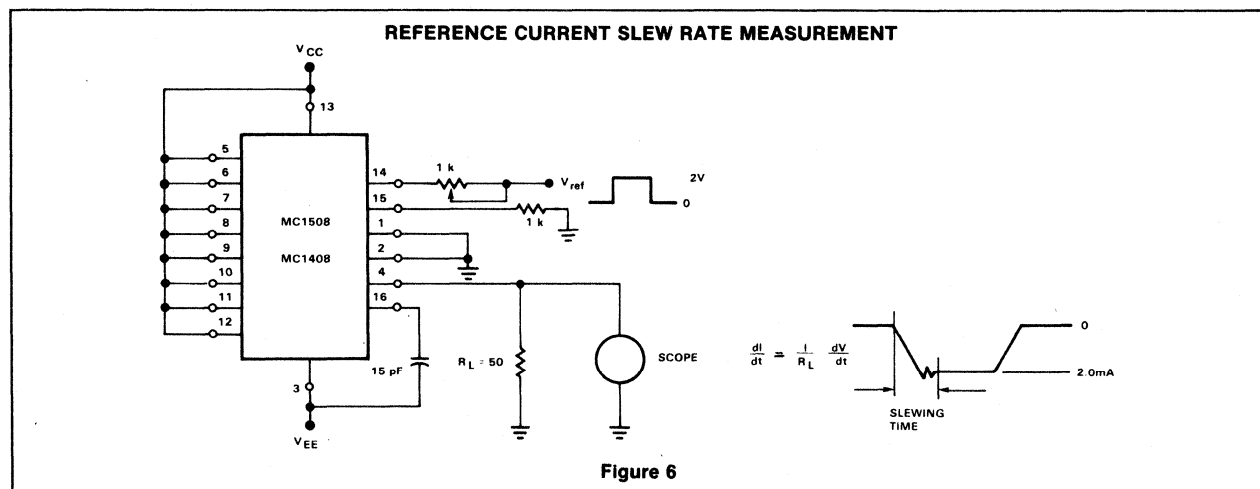 REFERENCE CURRENT SLEW RATE MEASUREMENT
VCC
13
5
6
7
8
9
10
11
12
MC1508
MC1408
14
15
1
2
4
16
3
VEE
1 k
Vref
1 k
2V
0
15 pF
RL = 50
SCOPE
dI/dt = I/RL dV/dt
0
2.0mA
SLEWING
TIME
Figure 6